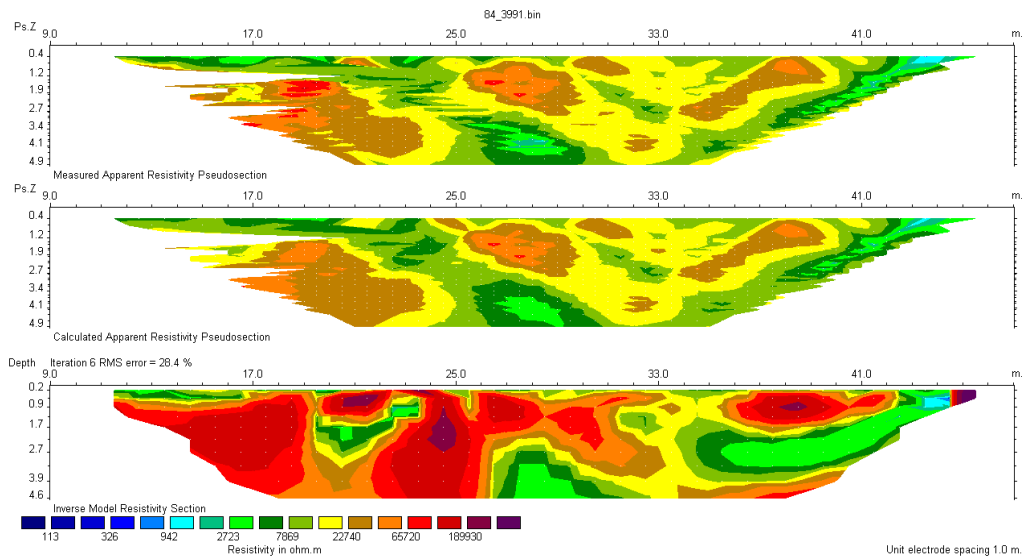 84_3991.bin
Ps.Z
9.0 17.0 25.0 33.0 41.0 m.
0.4
1.2
1.9
2.7
3.4
4.1
4.9
Measured Apparent Resistivity Pseudosection
Ps.Z
9.0 17.0 25.0 33.0 41.0 m.
0.4
1.2
1.9
2.7
3.4
4.1
4.9
Calculated Apparent Resistivity Pseudosection
Depth Iteration 6 RMS error = 28.4 %
9.0 17.0 25.0 33.0 41.0 m.
0.2
0.9
1.7
2.7
3.9
4.6
Inverse Model Resistivity Section
113 326 942 2723 7869 22740 65720 189930
Resistivity in ohm.m Unit electrode spacing 1.0 m.